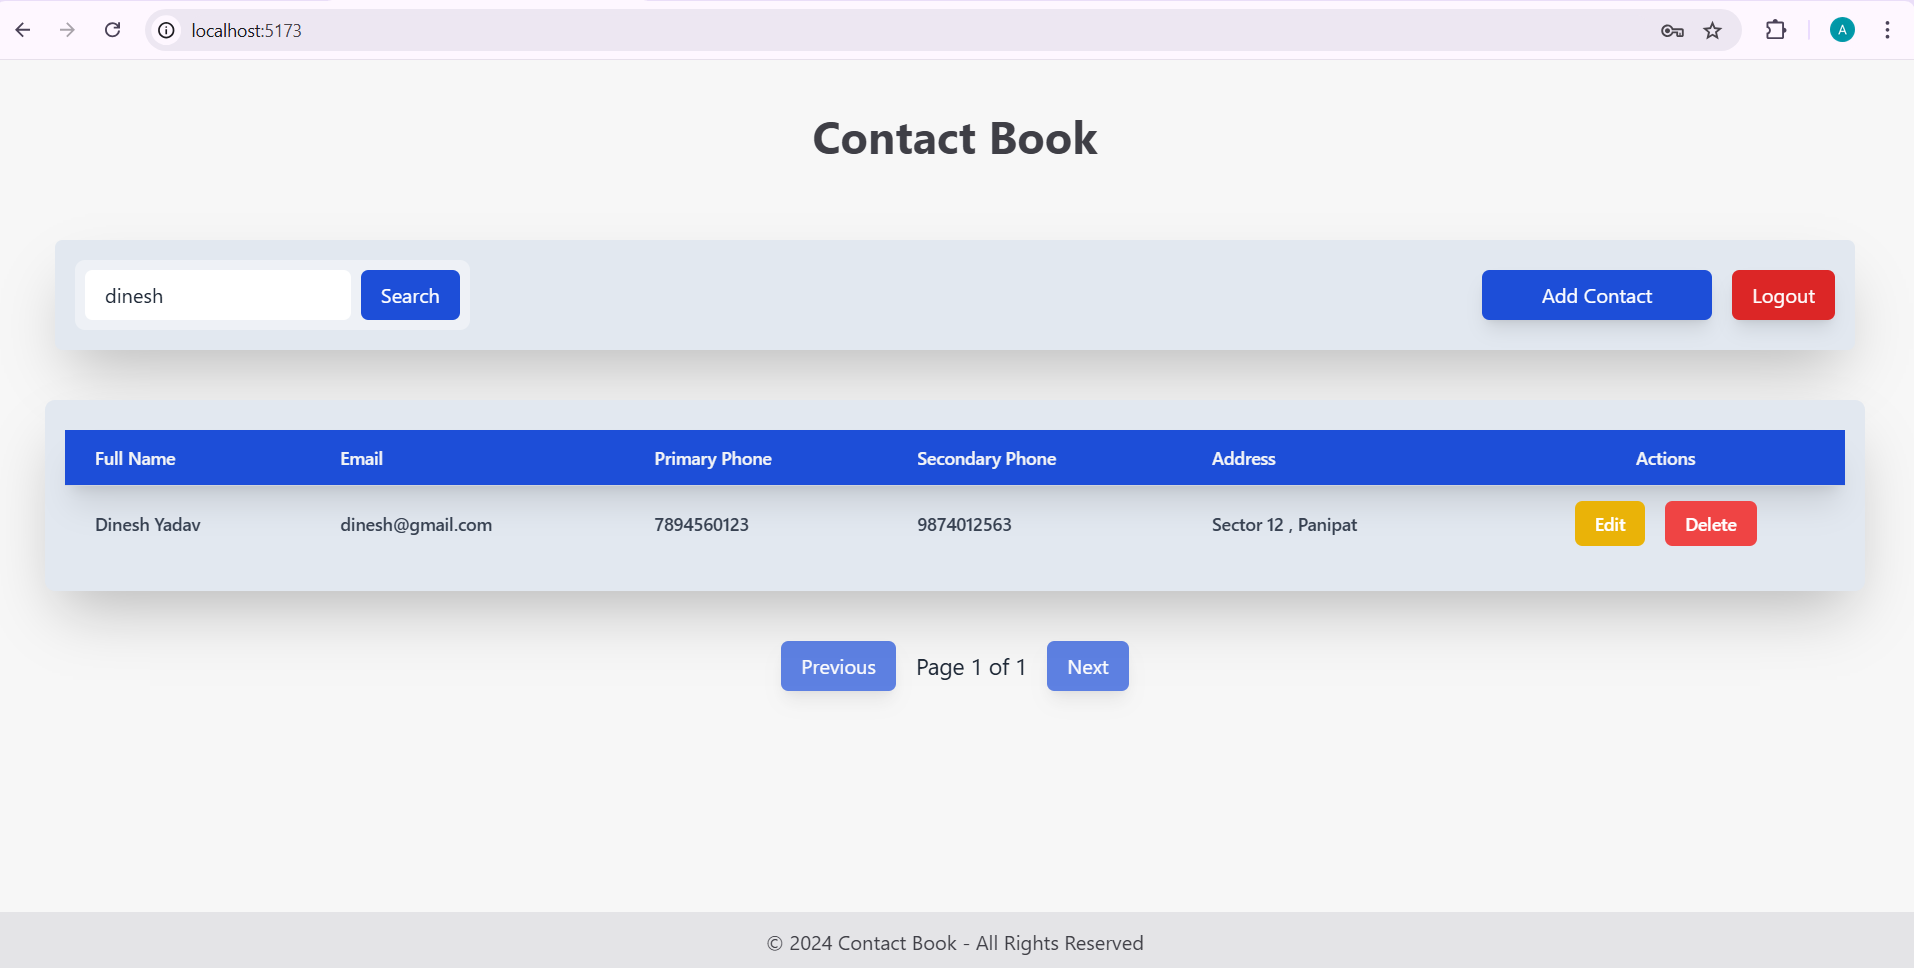 localhost:5173
A
Contact Book
dinesh Search Add Contact Logout
Full Name Email Primary Phone Secondary Phone Address Actions
Dinesh Yadav dinesh@gmail.com 7894560123 9874012563 Sector 12 , Panipat Edit Delete
Previous Page 1 of 1 Next
© 2024 Contact Book - All Rights Reserved